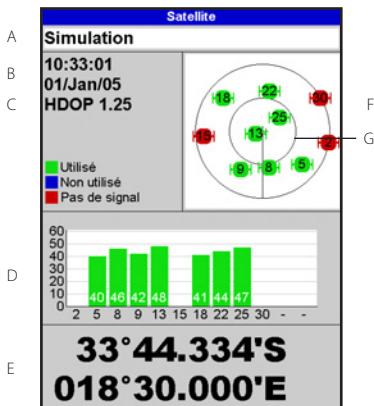 Satellite
A
Simulation
B
10:33:01
01/Jan/05
C
HDOP 1.25
18
22
30
F
25
13
G
15
2
9
8
5
Utilisé
Non utilisé
Pas de signal
60
50
40
30
20
10
0
D
40 46 42 48 41 44 47
2 5 8 9 13 15 18 22 25 30 - -
E
33°44.334'S
018°30.000'E